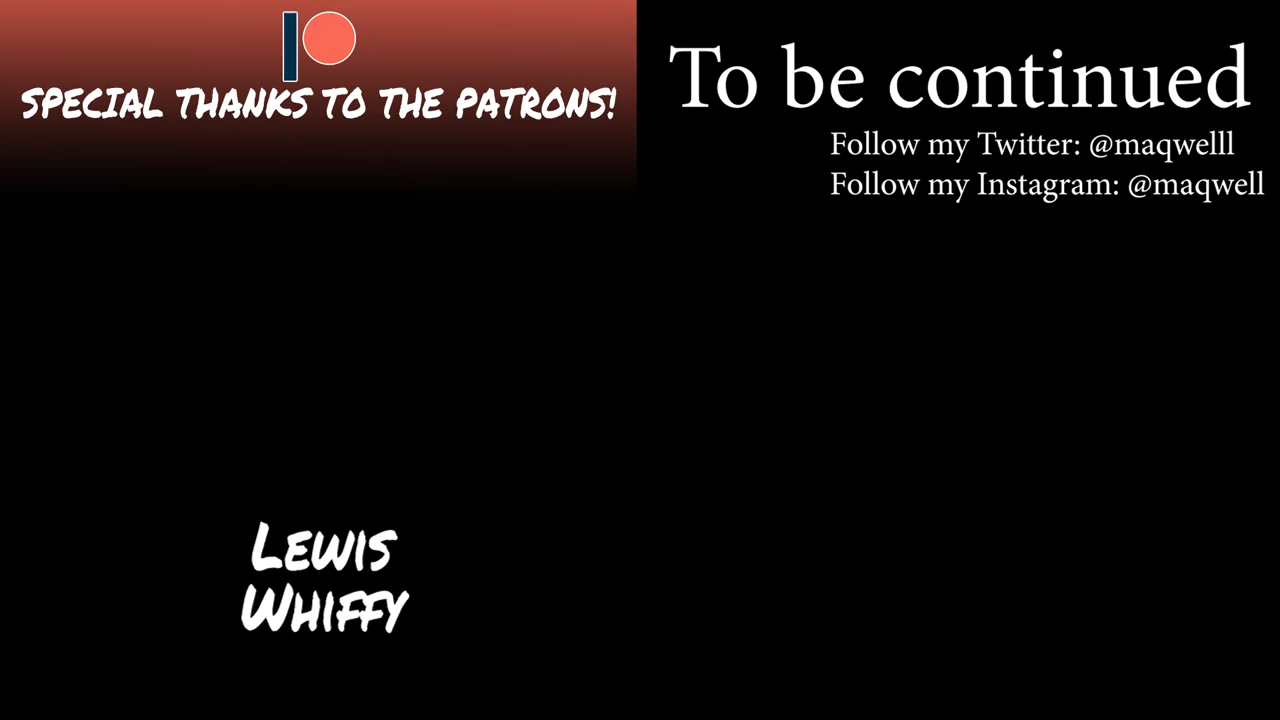 SPECIAL THANKS TO THE PATRONS!
To be continued
Follow my Twitter: @maqwelll
Follow my Instagram: @maqwell
LEWIS
WHIFFY